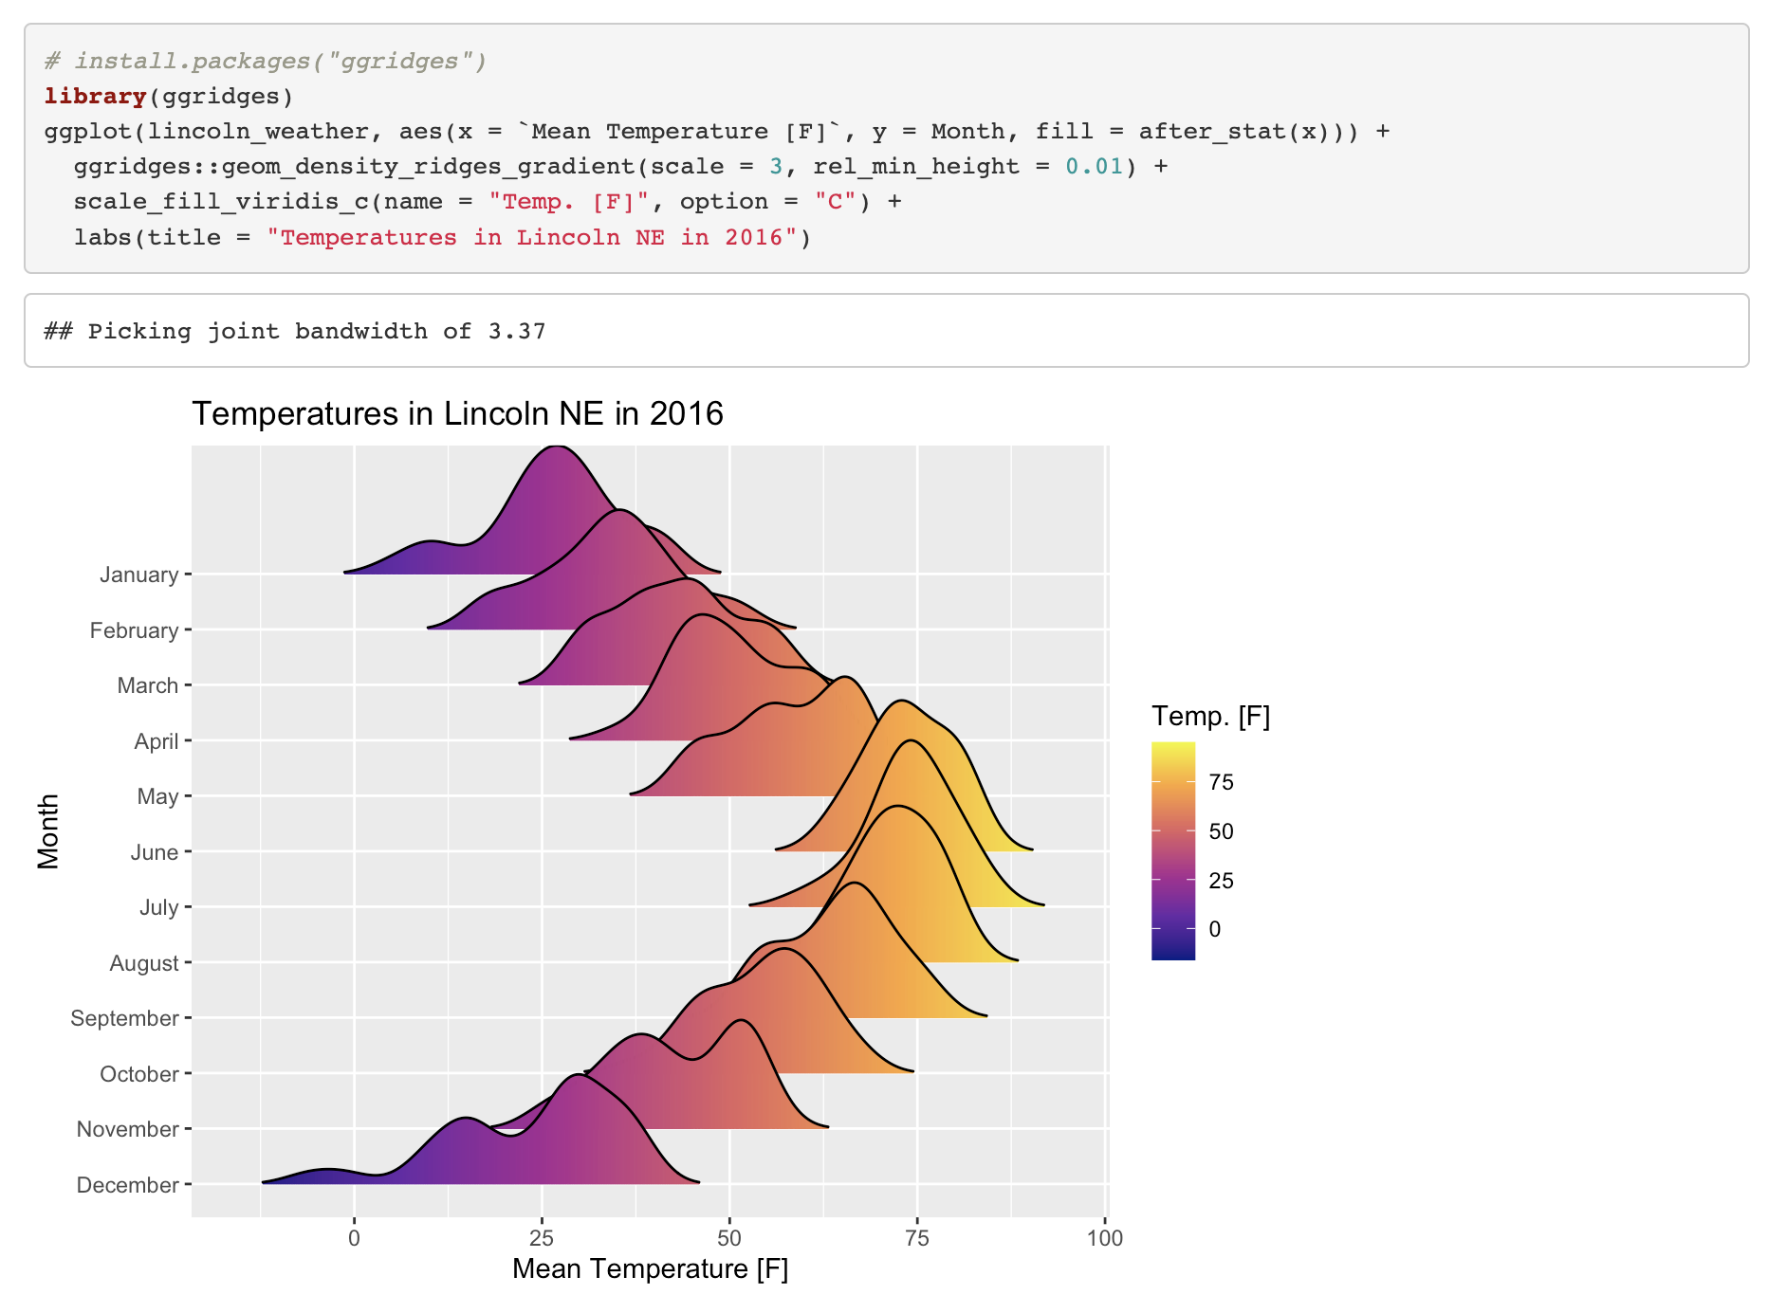 # install.packages("ggridges")
library(ggridges)
ggplot(lincoln_weather, aes(x = `Mean Temperature [F]`, y = Month, fill = after_stat(x))) +
  ggridges::geom_density_ridges_gradient(scale = 3, rel_min_height = 0.01) +
  scale_fill_viridis_c(name = "Temp. [F]", option = "C") +
  labs(title = "Temperatures in Lincoln NE in 2016")
## Picking joint bandwidth of 3.37
Temperatures in Lincoln NE in 2016
January
February
March
April
May
June
July
August
September
October
November
December
Month
0 25 50 75 100
Mean Temperature [F]
Temp. [F]
75
50
25
0